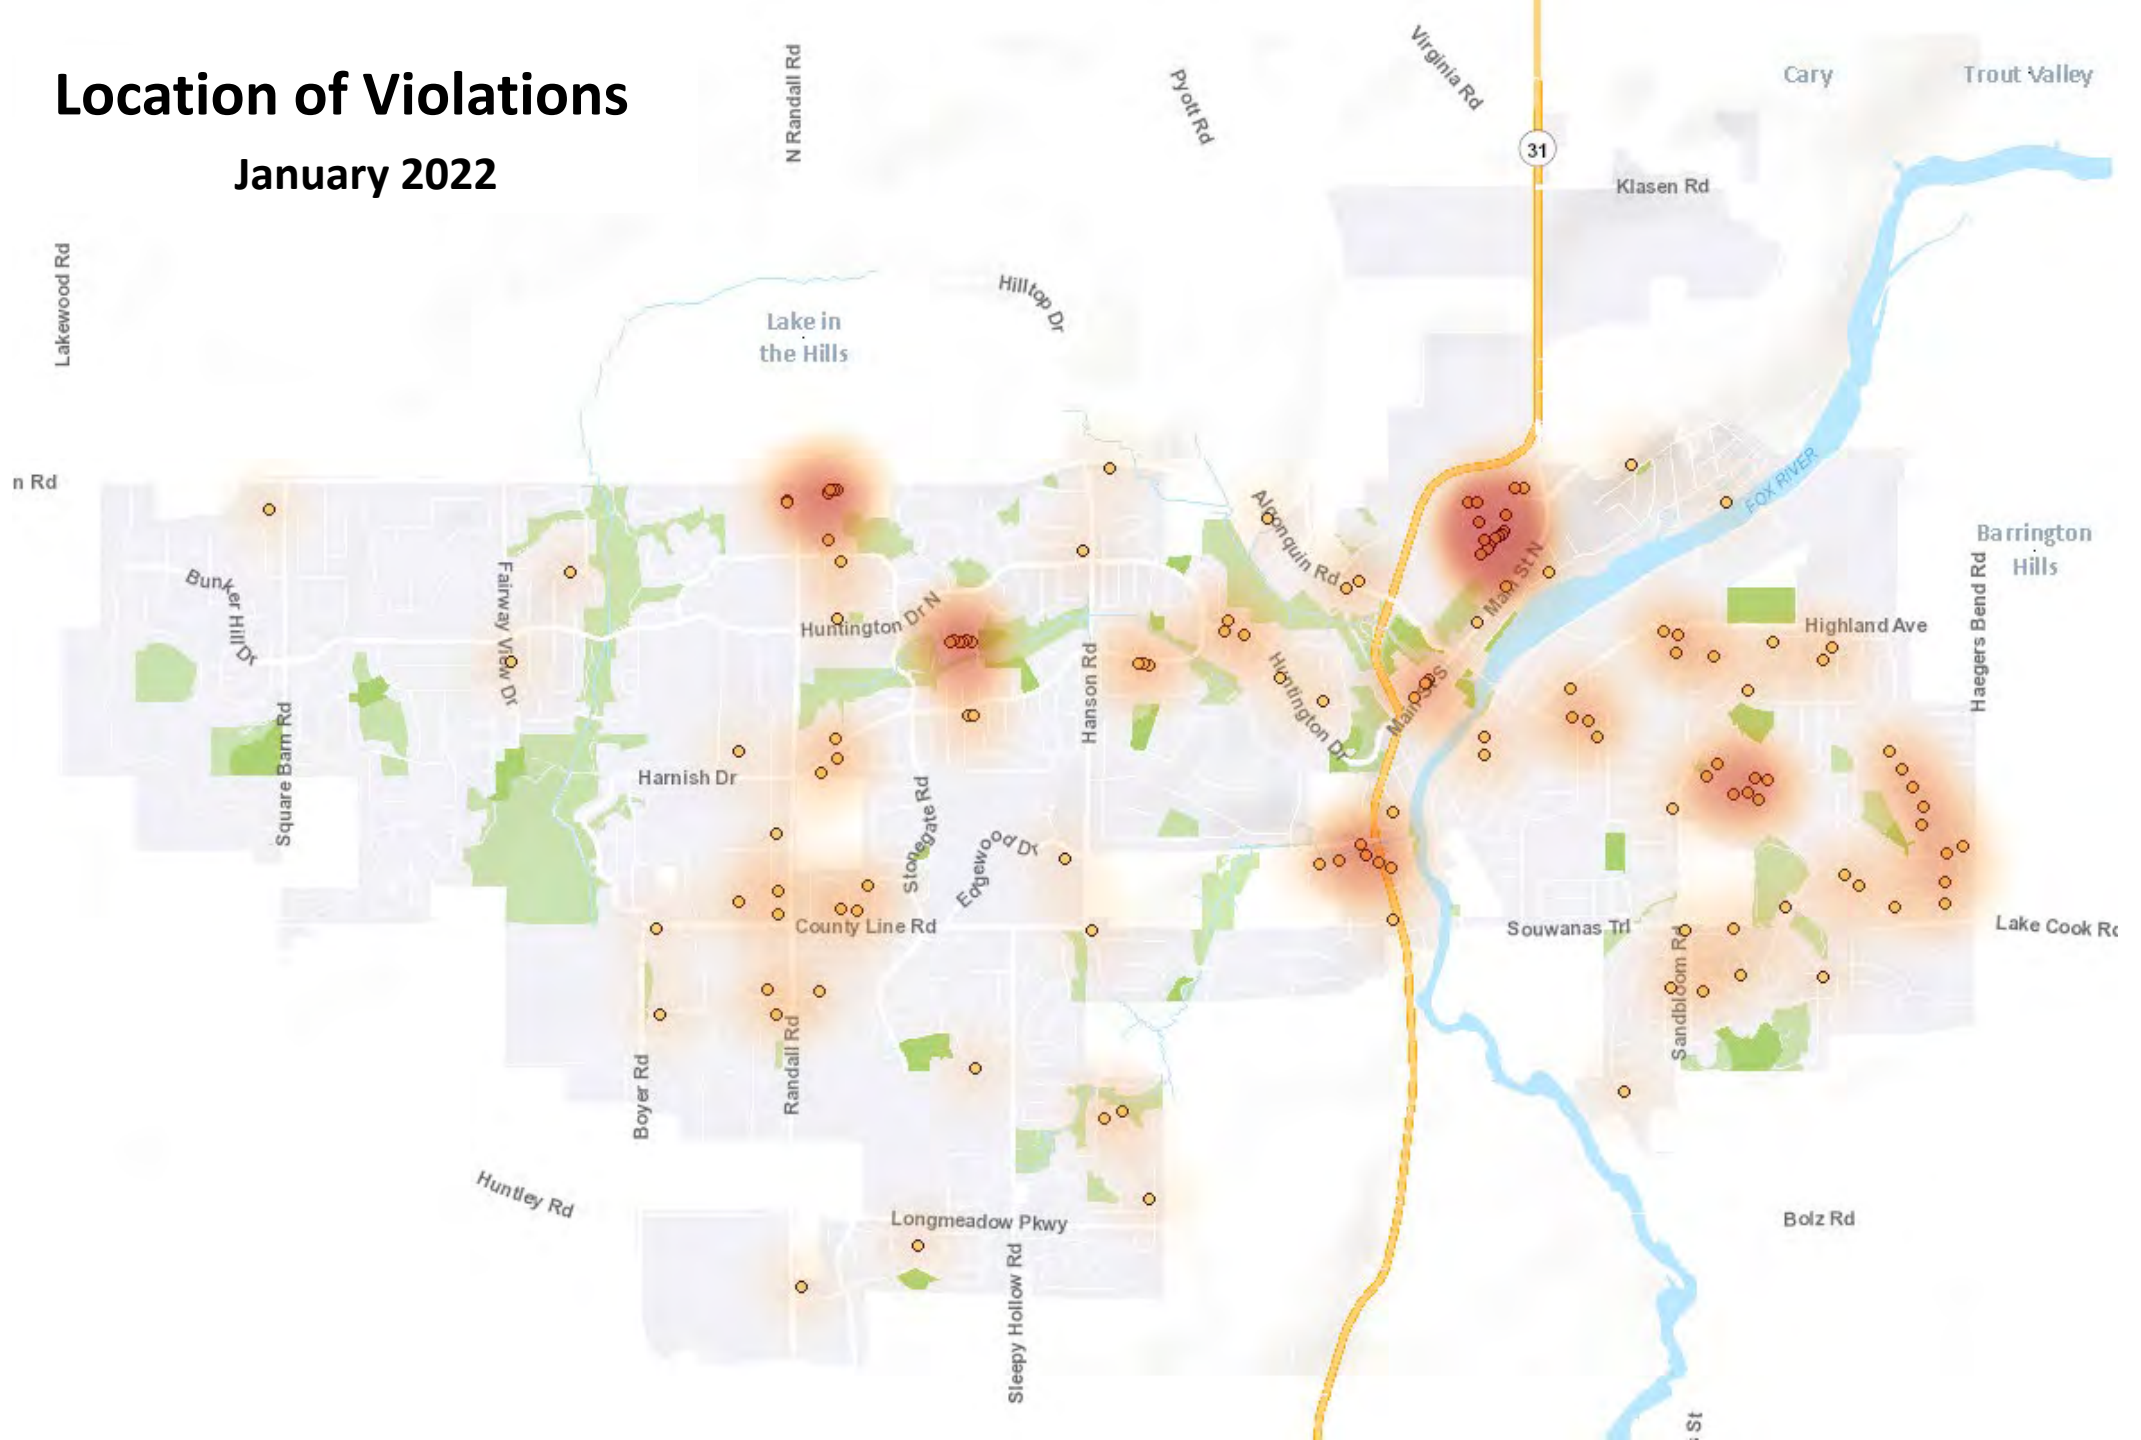 Location of Violations
January 2022
N Randall Rd
Pyott Rd
Virginia Rd
Cary
Trout Valley
31
Klasen Rd
Lakewood Rd
Hilltop Dr
Lake in
the Hills
n Rd
FOX RIVER
Algonquin Rd
Barrington
Hills
Bunker Hill Dr
Fairway View Dr
Huntington Dr N
Main St N
Highland Ave
Haegers Bend Rd
Hanson Rd
Huntington Dr
Main St S
Square Barn Rd
Harnish Dr
Stonegate Rd
Edgewood Dr
County Line Rd
Souwanas Trl
Sandbloom Rd
Lake Cook Rd
Boyer Rd
Randall Rd
Huntley Rd
Longmeadow Pkwy
Bolz Rd
Sleepy Hollow Rd
s St